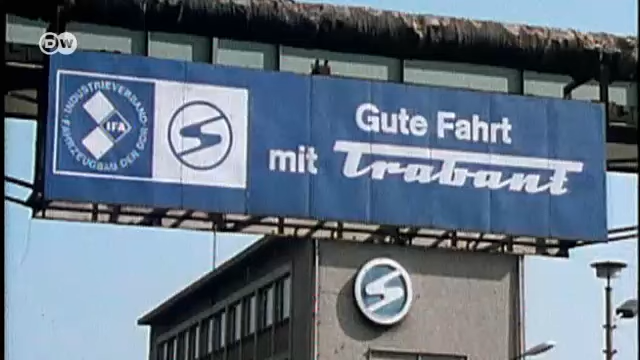 DW
INDUSTRIEVERBAND
FAHRZEUGBAU DER DDR
IFA
Gute Fahrt
mit Trabant